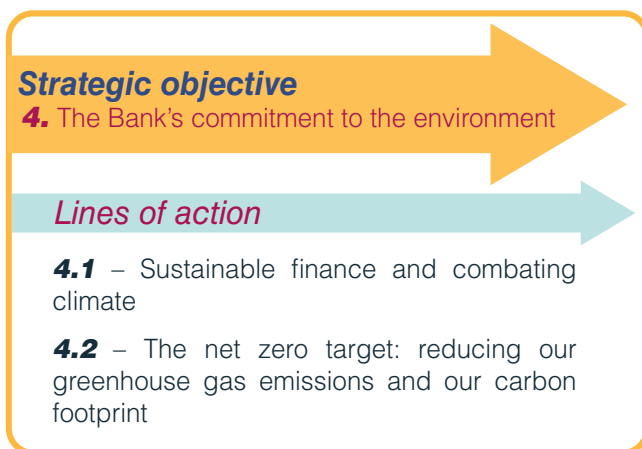 Strategic objective
4. The Bank's commitment to the environment
Lines of action
4.1 – Sustainable finance and combating
climate
4.2 – The net zero target: reducing our
greenhouse gas emissions and our carbon
footprint